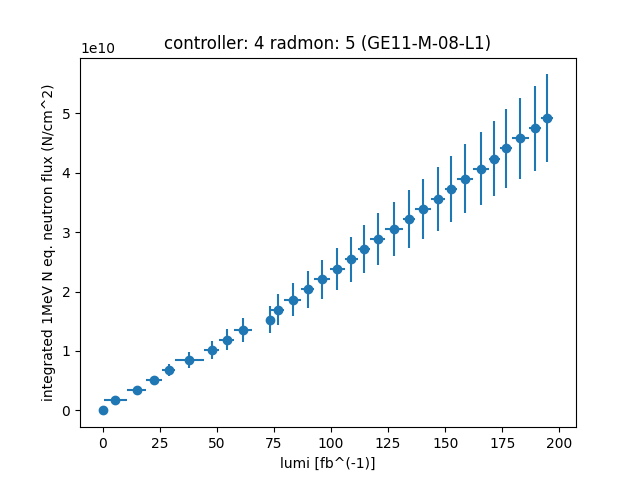 controller: 4 radmon: 5 (GE11-M-08-L1)
1e10
integrated 1MeV N eq. neutron flux (N/cm^2)
5
4
3
2
1
0
0 25 50 75 100 125 150 175 200
lumi [fb^(-1)]